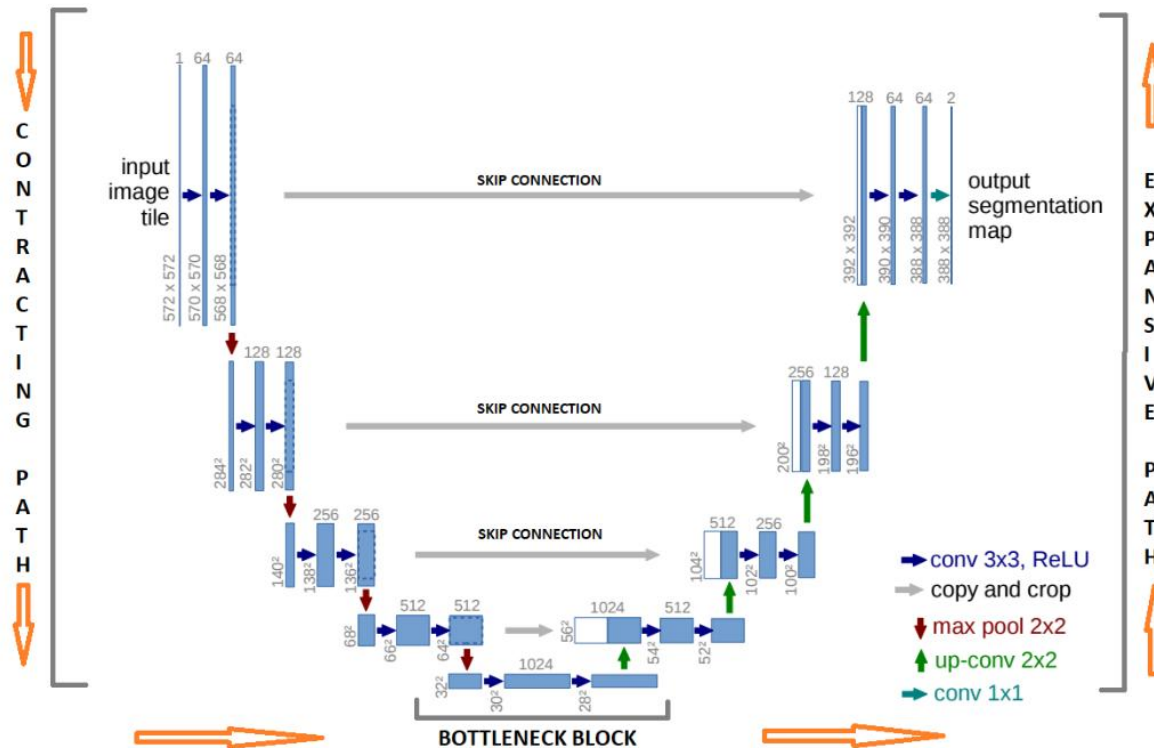 CONTRACTING PATH
1 64 64
input
image
tile
572 x 572
570 x 570
568 x 568
SKIP CONNECTION
128 64 64 2
392 x 392
390 x 390
388 x 388
388 x 388
output
segmentation
map
EXPANSIVE PATH
128 128
284²
282²
280²
SKIP CONNECTION
256 128
200²
198²
196²
256 256
140²
138²
136²
SKIP CONNECTION
512 256
104²
102²
100²
512 512
68²
66²
64²
1024 512
56²
54²
52²
1024
32²
30²
28²
BOTTLENECK BLOCK
conv 3x3, ReLU
copy and crop
max pool 2x2
up-conv 2x2
conv 1x1